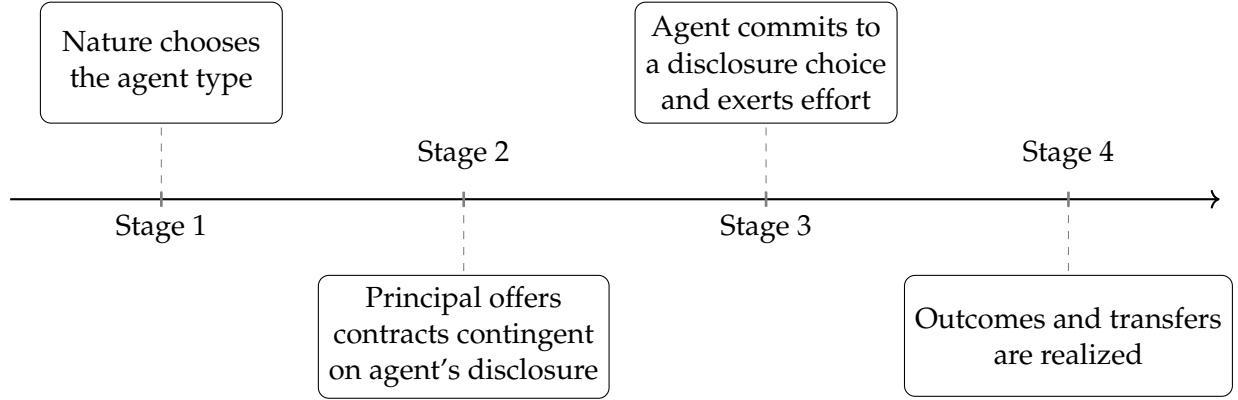 Nature chooses
the agent type
Stage 1
Stage 2
Principal offers
contracts contingent
on agent's disclosure
Agent commits to
a disclosure choice
and exerts effort
Stage 3
Stage 4
Outcomes and transfers
are realized